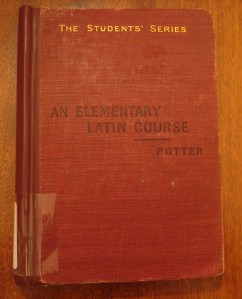 THE STUDENTS' SERIES
AN ELEMENTARY
LATIN COURSE
POTTER